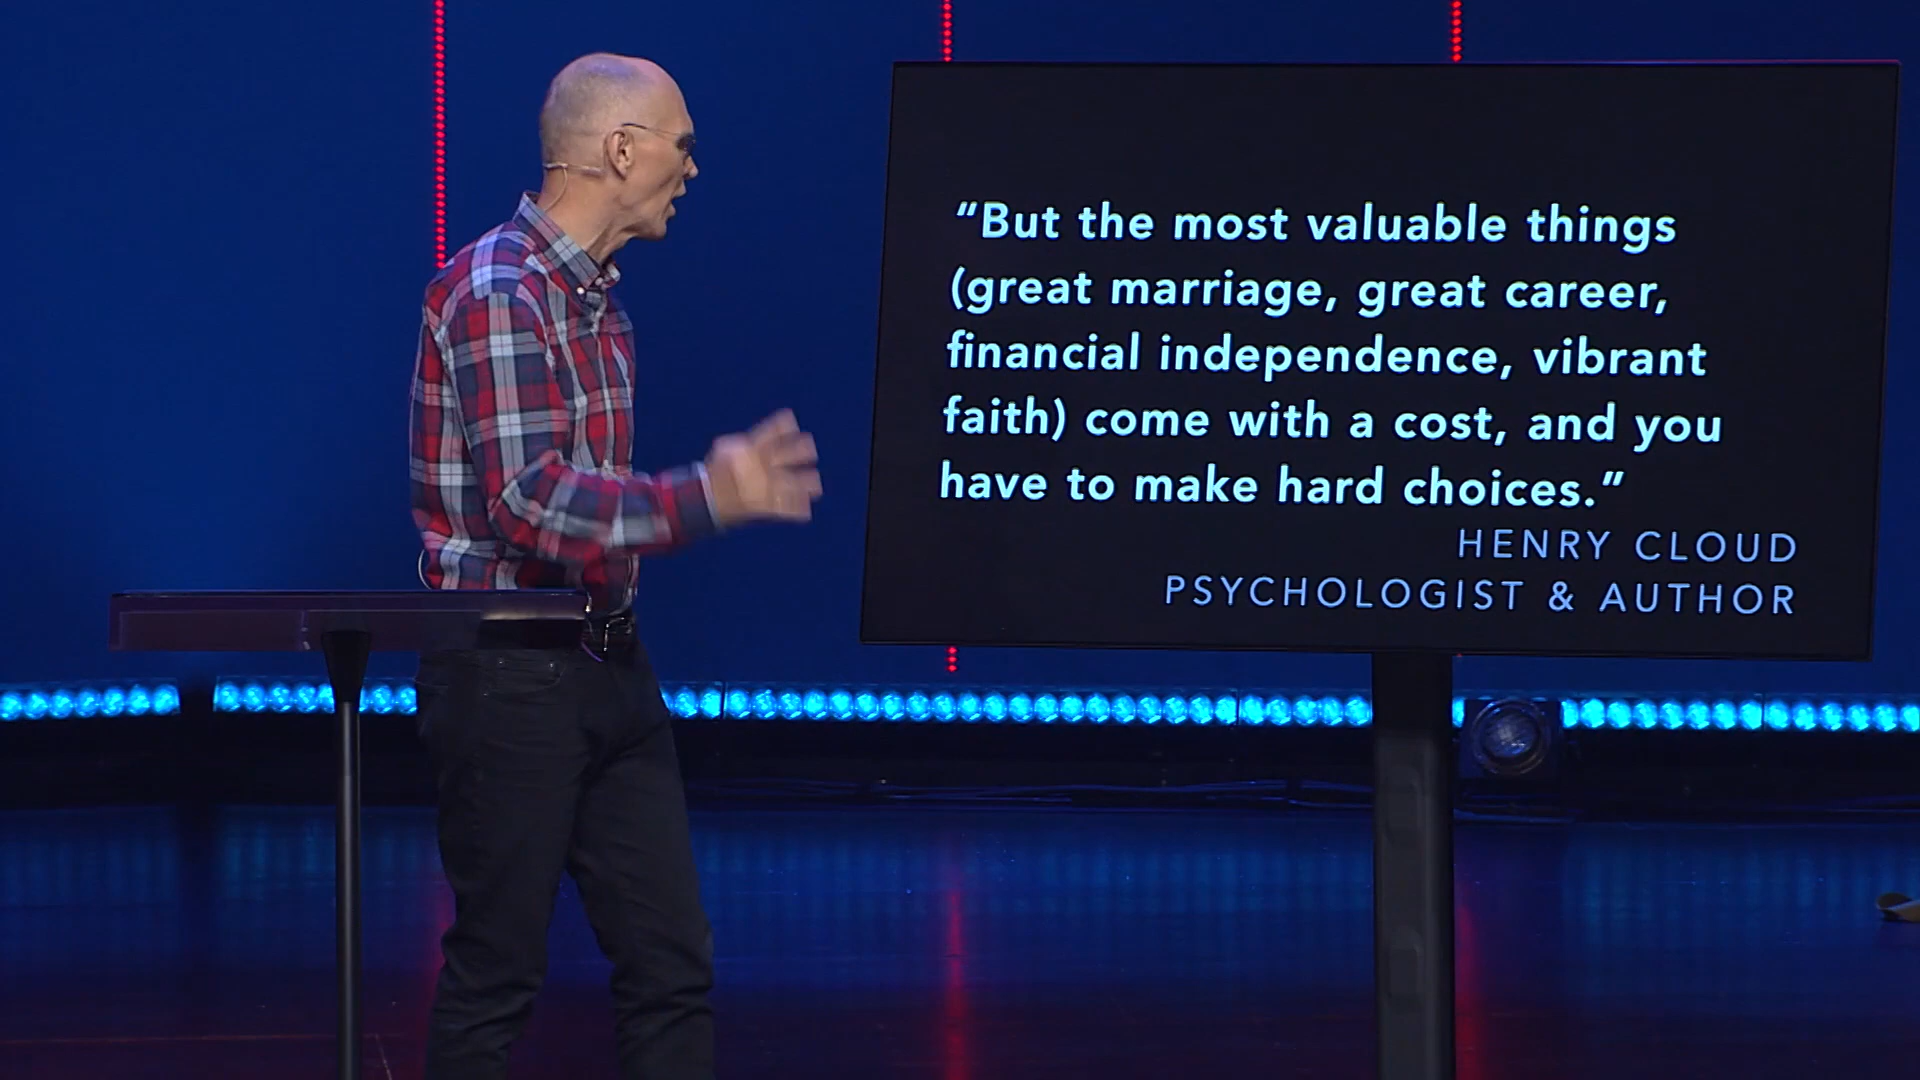 “But the most valuable things
(great marriage, great career,
financial independence, vibrant
faith) come with a cost, and you
have to make hard choices.”
HENRY CLOUD
PSYCHOLOGIST & AUTHOR